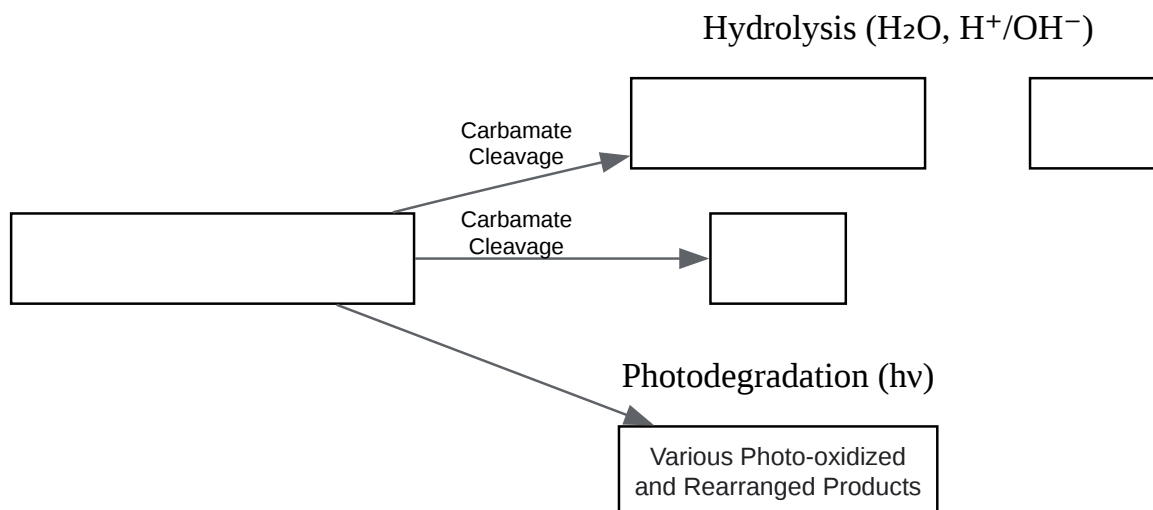 Hydrolysis (H₂O, H⁺/OH⁻)
Carbamate
Cleavage
Carbamate
Cleavage
Photodegradation (hν)
Various Photo-oxidized
and Rearranged Products